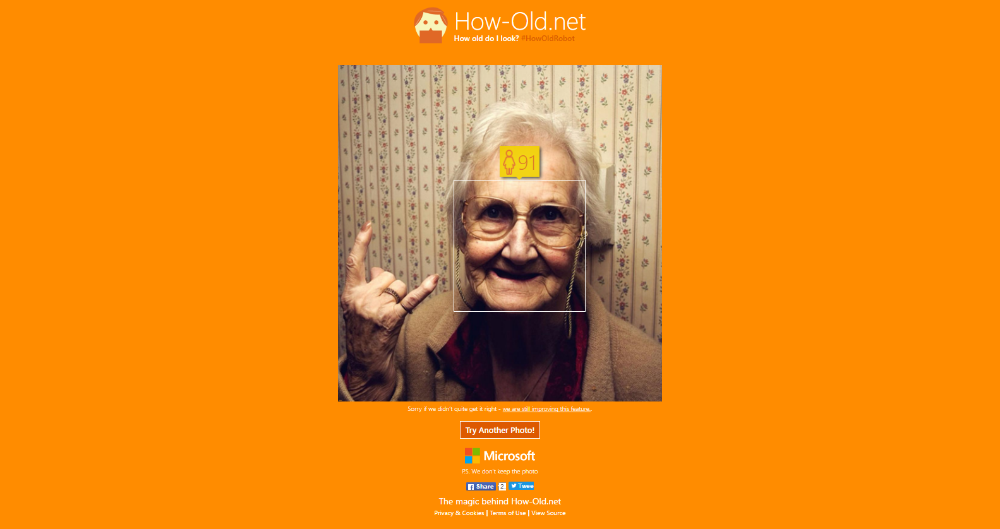 How-Old.net
How old do I look? #HowOldRobot
91
Sorry if we didn't quite get it right - we are still improving this feature..
Try Another Photo!
Microsoft
P.S. We don't keep the photo
Share 2. Twee
The magic behind How-Old.net
Privacy & Cookies | Terms of Use | View Source